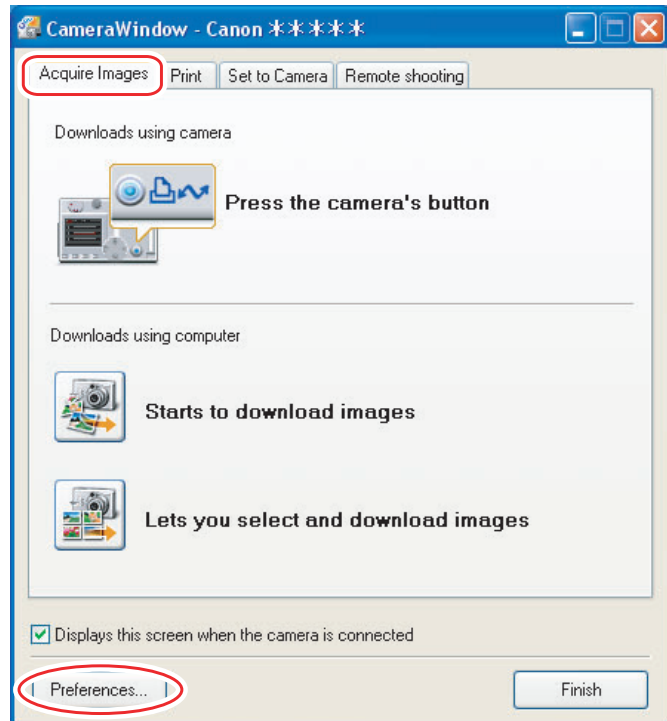 CameraWindow - Canon ＊＊＊＊＊
Acquire Images Print Set to Camera Remote shooting
Downloads using camera
Press the camera's button
Downloads using computer
Starts to download images
Lets you select and download images
Displays this screen when the camera is connected
Preferences... Finish